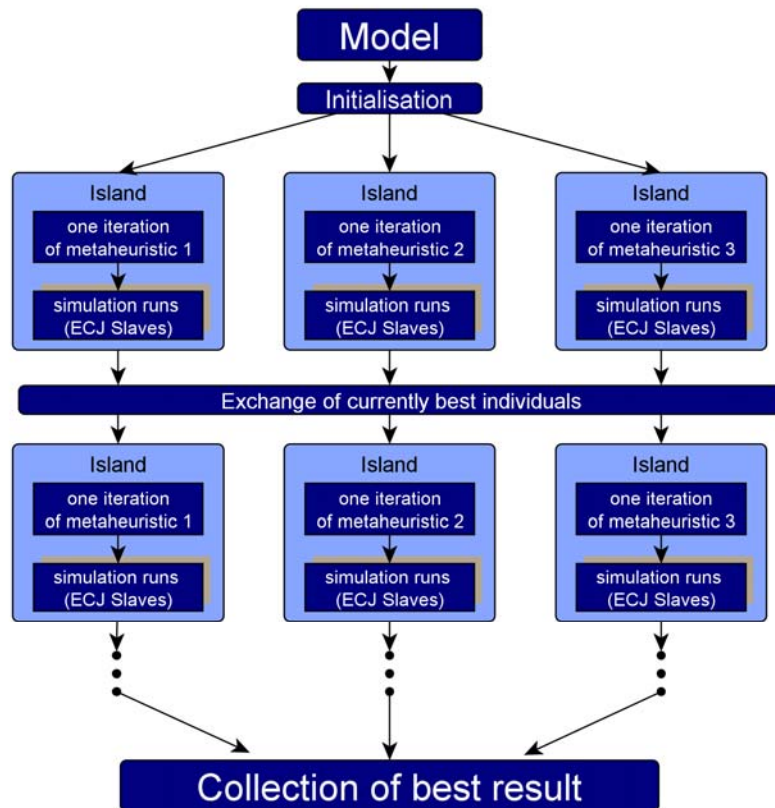 Model
Initialisation
Island
one iteration
of metaheuristic 1
simulation runs
(ECJ Slaves)
Island
one iteration
of metaheuristic 2
simulation runs
(ECJ Slaves)
Island
one iteration
of metaheuristic 3
simulation runs
(ECJ Slaves)
Exchange of currently best individuals
Island
one iteration
of metaheuristic 1
simulation runs
(ECJ Slaves)
Island
one iteration
of metaheuristic 2
simulation runs
(ECJ Slaves)
Island
one iteration
of metaheuristic 3
simulation runs
(ECJ Slaves)
Collection of best result